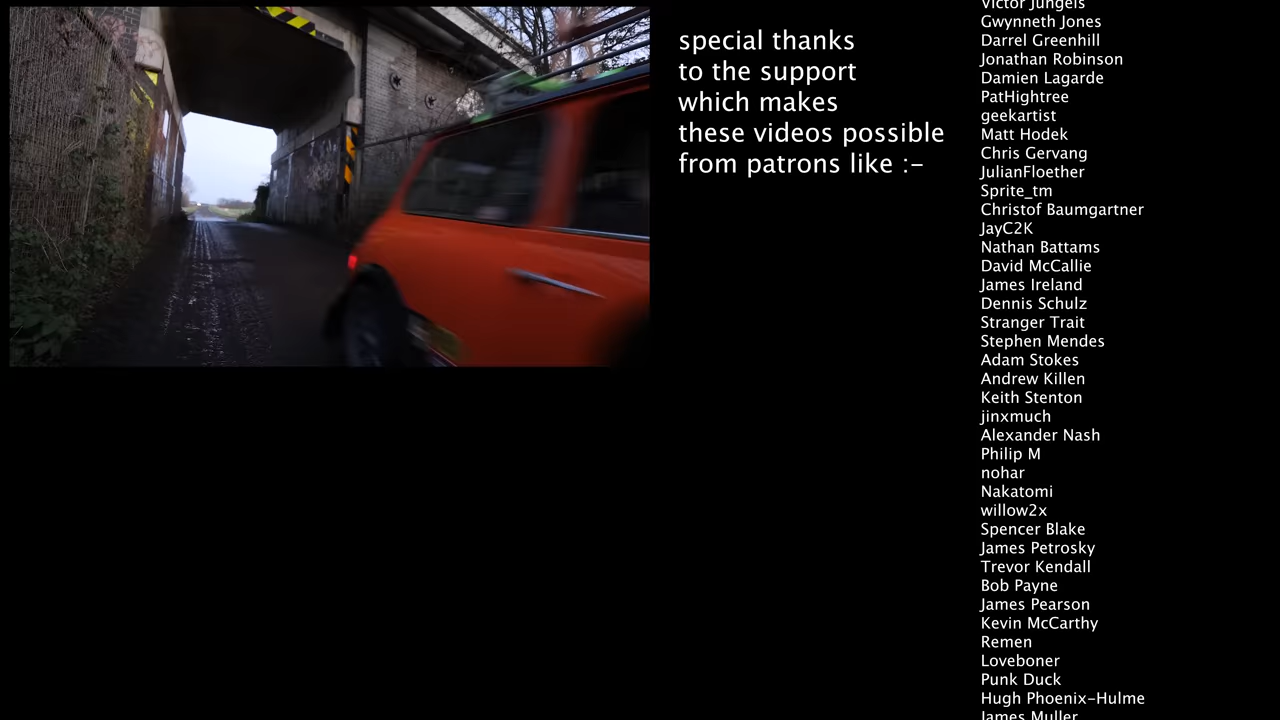 special thanks
to the support
which makes
these videos possible
from patrons like :-
Victor Jungels
Gwynneth Jones
Darrel Greenhill
Jonathan Robinson
Damien Lagarde
PatHightree
geekartist
Matt Hodek
Chris Gervang
JulianFloether
Sprite_tm
Christof Baumgartner
JayC2K
Nathan Battams
David McCallie
James Ireland
Dennis Schulz
Stranger Trait
Stephen Mendes
Adam Stokes
Andrew Killen
Keith Stenton
jinxmuch
Alexander Nash
Philip M
nohar
Nakatomi
willow2x
Spencer Blake
James Petrosky
Trevor Kendall
Bob Payne
James Pearson
Kevin McCarthy
Remen
Loveboner
Punk Duck
Hugh Phoenix-Hulme
James Muller